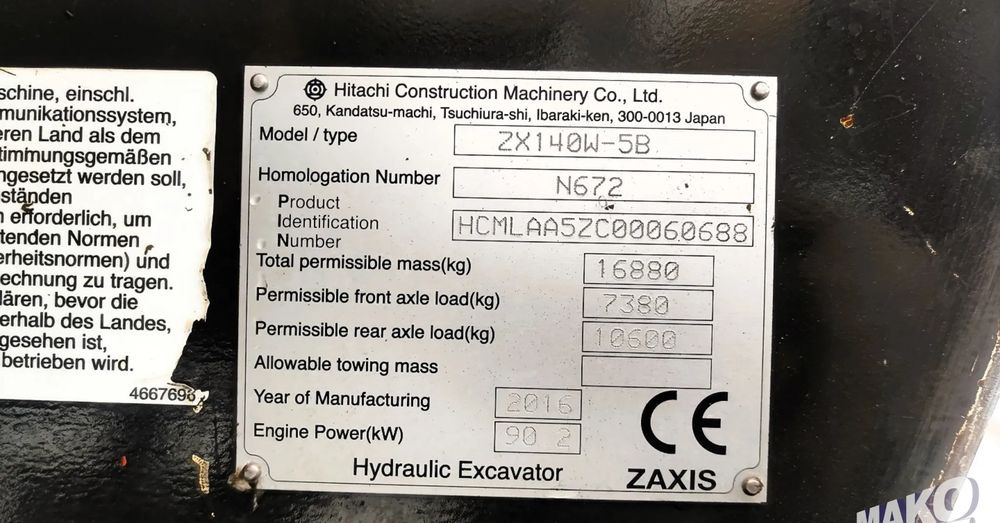 schine, einschl.
munikationssystem,
eren Land als dem
timmungsgemäßen
ngesetzt werden soll,
ständen
n erforderlich, um
tenden Normen
erheitsnormen) und
echnung zu tragen.
lären, bevor die
erhalb des Landes,
gesehen ist,
betrieben wird.
4667696
Hitachi Construction Machinery Co., Ltd.
650, Kandatsu-machi, Tsuchiura-shi, Ibaraki-ken, 300-0013 Japan
Model / type ZX140W-5B
Homologation Number N672
Product
Identification HCMLAA5ZC00060688
Number
Total permissible mass(kg) 16880
Permissible front axle load(kg) 7380
Permissible rear axle load(kg) 10600
Allowable towing mass
Year of Manufacturing 2016
Engine Power(kW) 90 2
CE
Hydraulic Excavator ZAXIS
MAKO